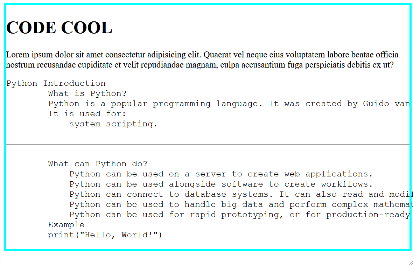 CODE COOL
Lorem ipsum dolor sit amet consectetur adipisicing elit. Quaerat vel neque eius voluptatem labore beatae officia
nostrum recusandae cupiditate et velit repudiandae magnam, culpa accusantium fuga perspiciatis debitis ex ut?
Python Introduction
What is Python?
Python is a popular programming language. It was created by Guido van
It is used for:
system scripting.
What can Python do?
Python can be used on a server to create web applications.
Python can be used alongside software to create workflows.
Python can connect to database systems. It can also read and modi
Python can be used to handle big data and perform complex mathema
Python can be used for rapid prototyping, or for production-ready
Example
print("Hello, World!")